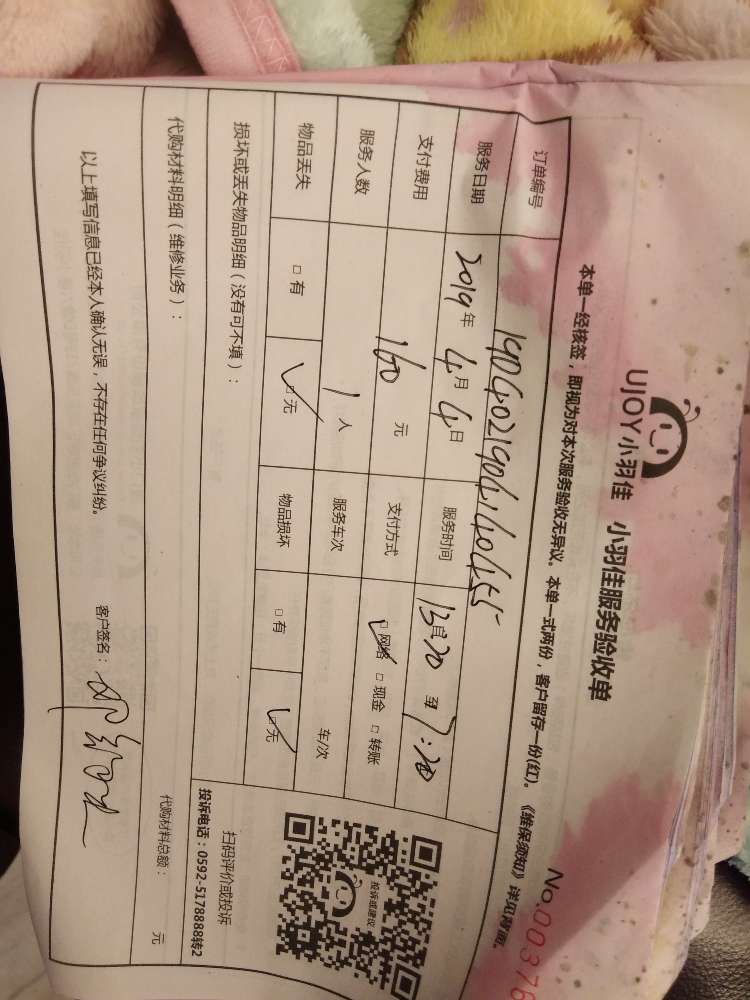 UJOY小羽佳 小羽佳服务验收单
No.00378
本单一经核签，即视为对本次服务验收无异议。本单一式两份，客户留存一份(红)。《维保须知》详见背面。
订单编号 1904021904140455
服务日期 2019年 4月 4日 服务时间
支付费用 160 元 支付方式 □网络 □现金 □转账
服务人数 1 人 服务车次 车/次
物品丢失 □有 □无 物品损坏 □有 □无
损坏或丢失物品明细（没有可不填）：
投诉或建议
扫码评价或投诉
投诉电话：0592-5178888转2
代购材料明细（维修业务）： 代购材料总额： 元
以上填写信息已经本人确认无误，不存在任何争议纠纷。 客户签名：